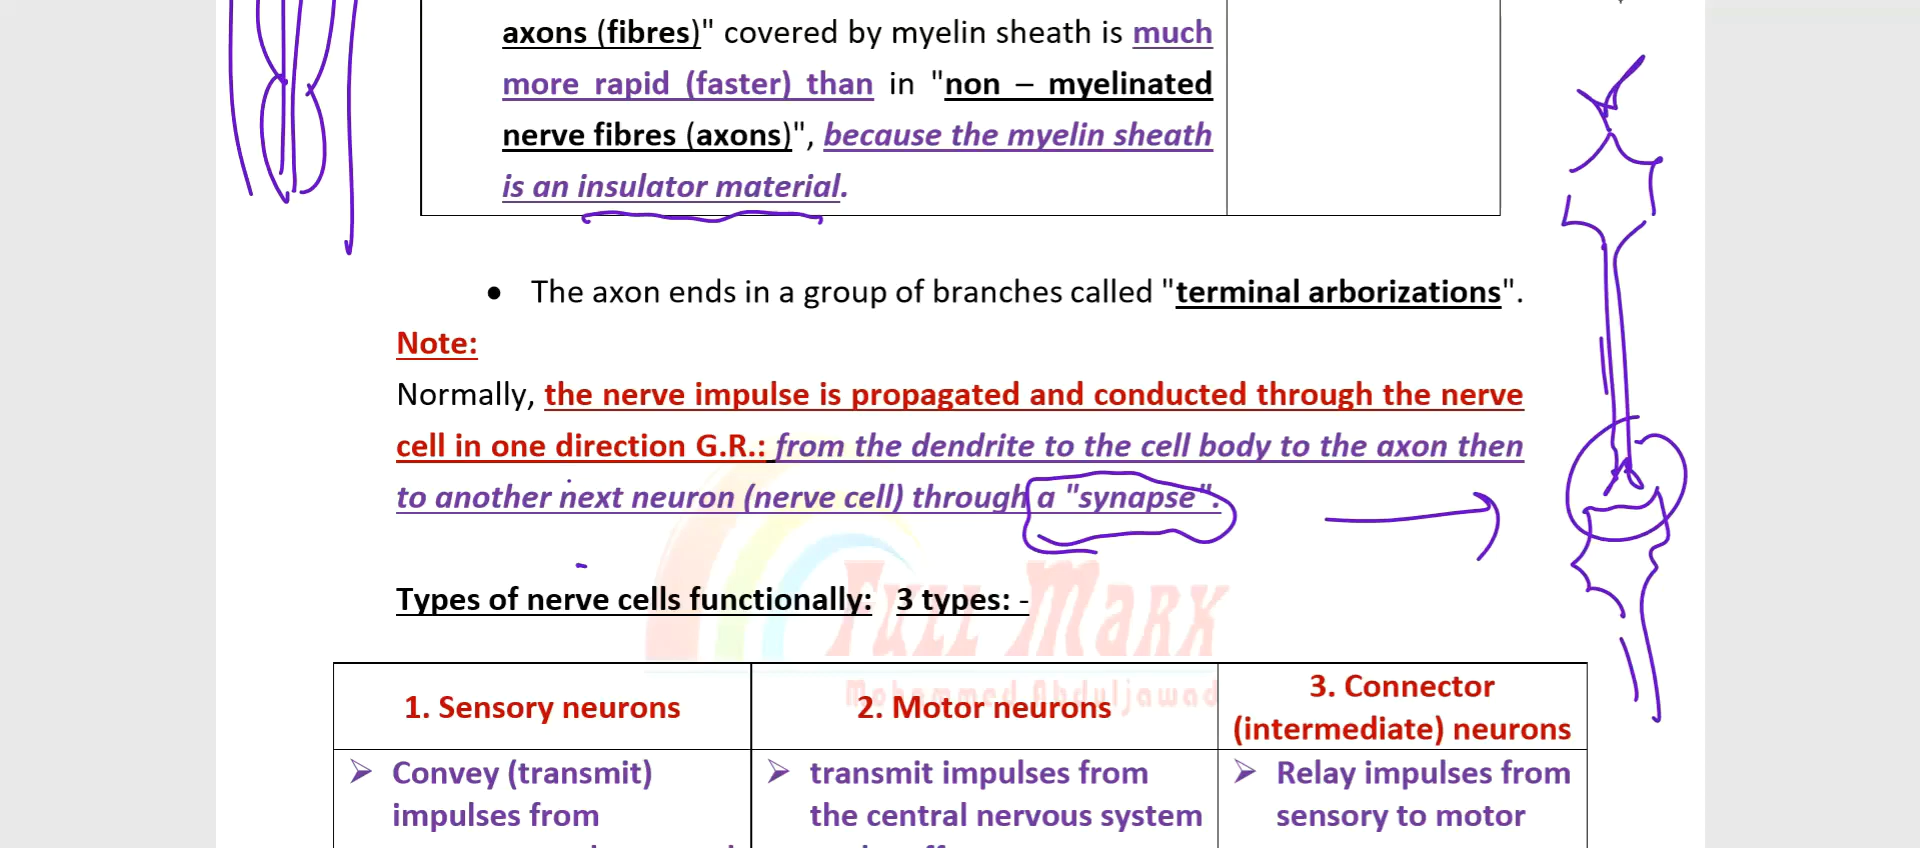 axons (fibres)" covered by myelin sheath is much
more rapid (faster) than in "non – myelinated
nerve fibres (axons)", because the myelin sheath
is an insulator material.
• The axon ends in a group of branches called "terminal arborizations".
Note:
Normally, the nerve impulse is propagated and conducted through the nerve
cell in one direction G.R.: from the dendrite to the cell body to the axon then
to another next neuron (nerve cell) through a "synapse".
Types of nerve cells functionally: 3 types: -
Full Mark
Mohammed Abduljawad
1. Sensory neurons
2. Motor neurons
3. Connector
(intermediate) neurons
➢ Convey (transmit)
impulses from
➢ transmit impulses from
the central nervous system
➢ Relay impulses from
sensory to motor